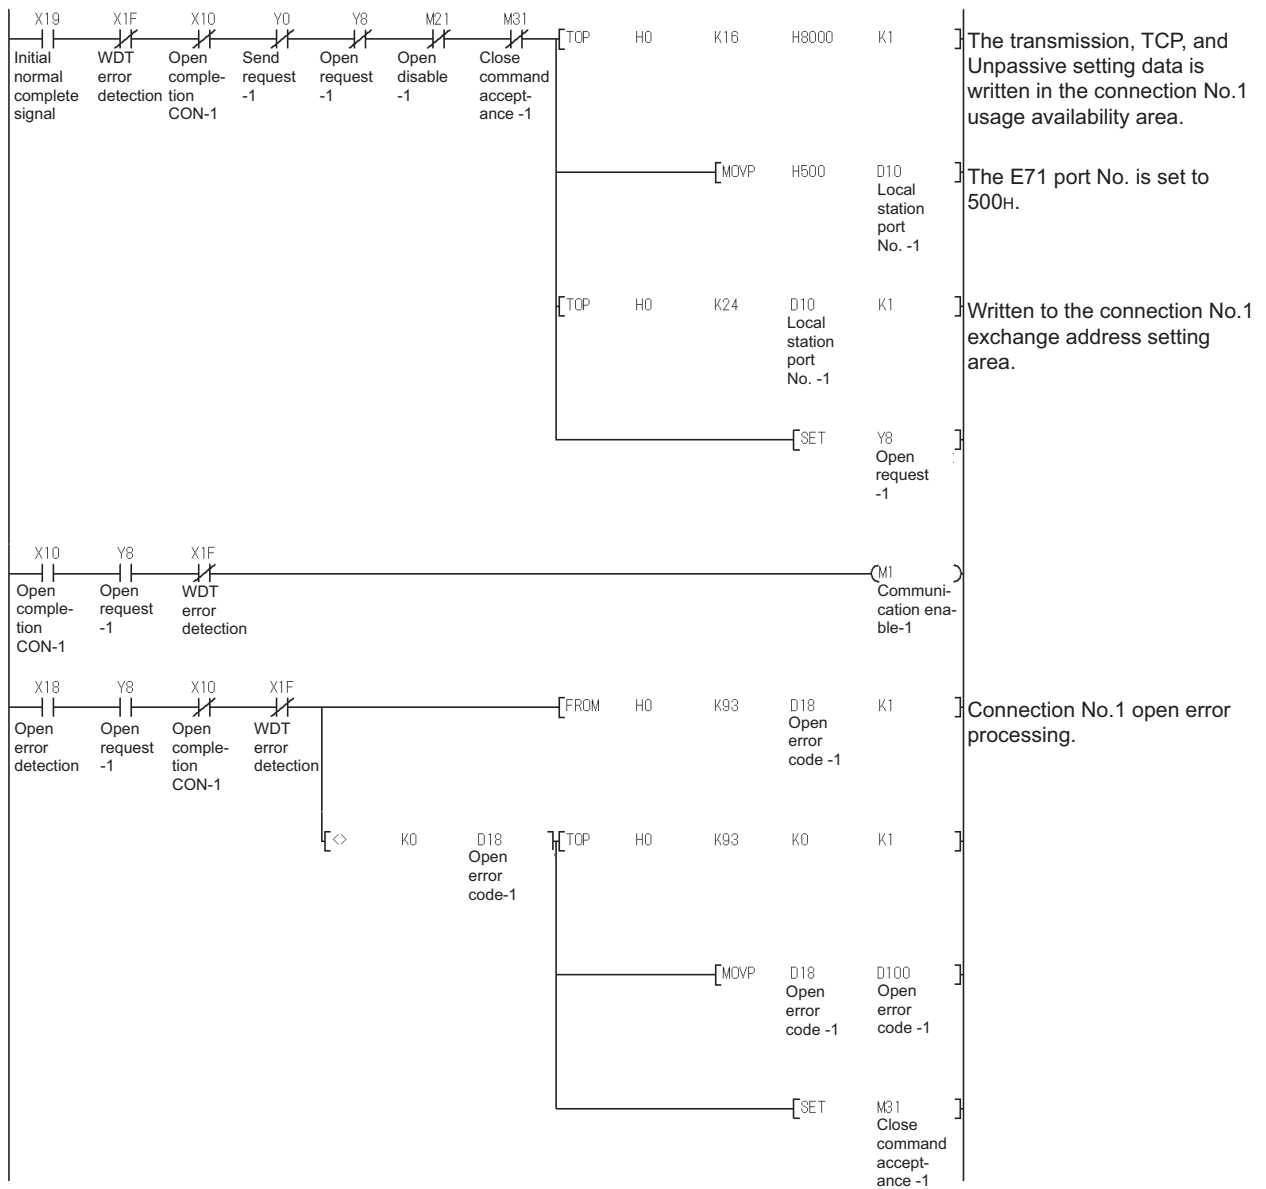 X19 X1F X10 Y0 Y8 M21 M31
TOP H0 K16 H8000 K1
Initial normal complete signal
WDT error detection
Open comple- tion CON-1
Send request -1
Open request -1
Open disable -1
Close command accept- ance -1
The transmission, TCP, and
Unpassive setting data is
written in the connection No.1
usage availability area.
MOVP H500 D10
Local
station
port
No. -1
The E71 port No. is set to
500H.
TOP H0 K24 D10 K1
Local
station
port
No. -1
Written to the connection No.1
exchange address setting
area.
SET Y8
Open
request
-1
X10 Y8 X1F
M1
Open comple- tion CON-1
Open request -1
WDT error detection
Communi-
cation ena-
ble-1
X18 Y8 X10 X1F
FROM H0 K93 D18 K1
Open error detection
Open request -1
Open comple- tion CON-1
WDT error detection
Open
error
code -1
Connection No.1 open error
processing.
<> K0 D18
Open
error
code-1
TOP H0 K93 K0 K1
MOVP D18 D100
Open error code -1
Open error code -1
SET M31
Close
command
accept-
ance -1